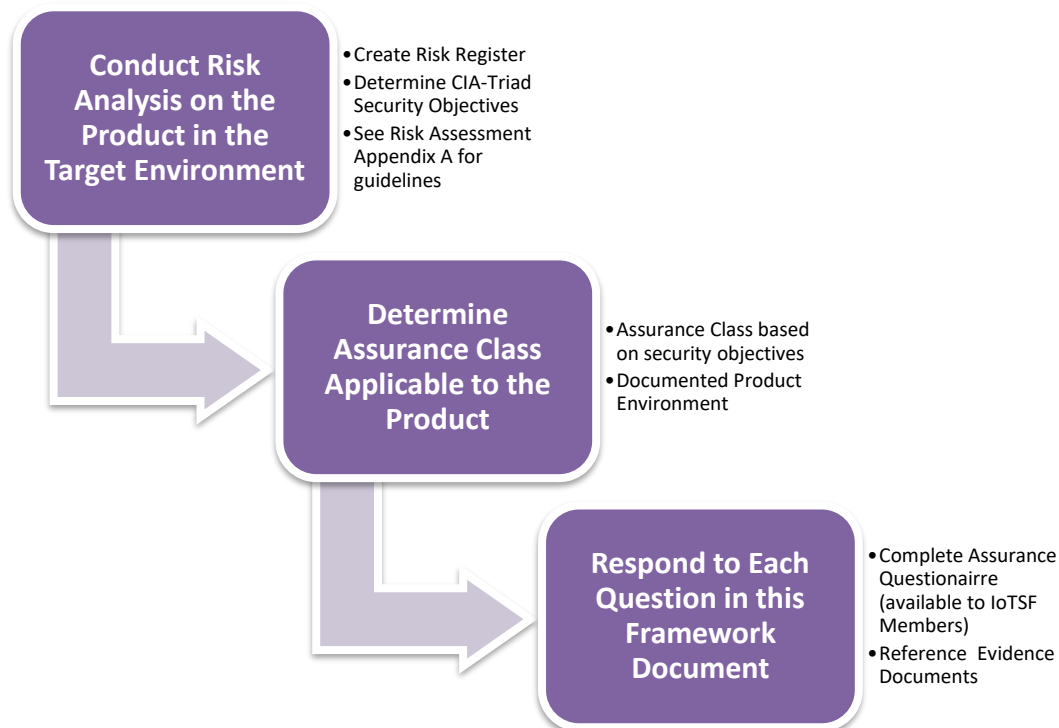 Conduct Risk
Analysis on the
Product in the
Target Environment
•Create Risk Register
•Determine CIA-Triad
Security Objectives
•See Risk Assessment
Appendix A for
guidelines
Determine
Assurance Class
Applicable to the
Product
•Assurance Class based
on security objectives
•Documented Product
Environment
Respond to Each
Question in this
Framework
Document
•Complete Assurance
Questionairre
(available to IoTSF
Members)
•Reference Evidence
Documents